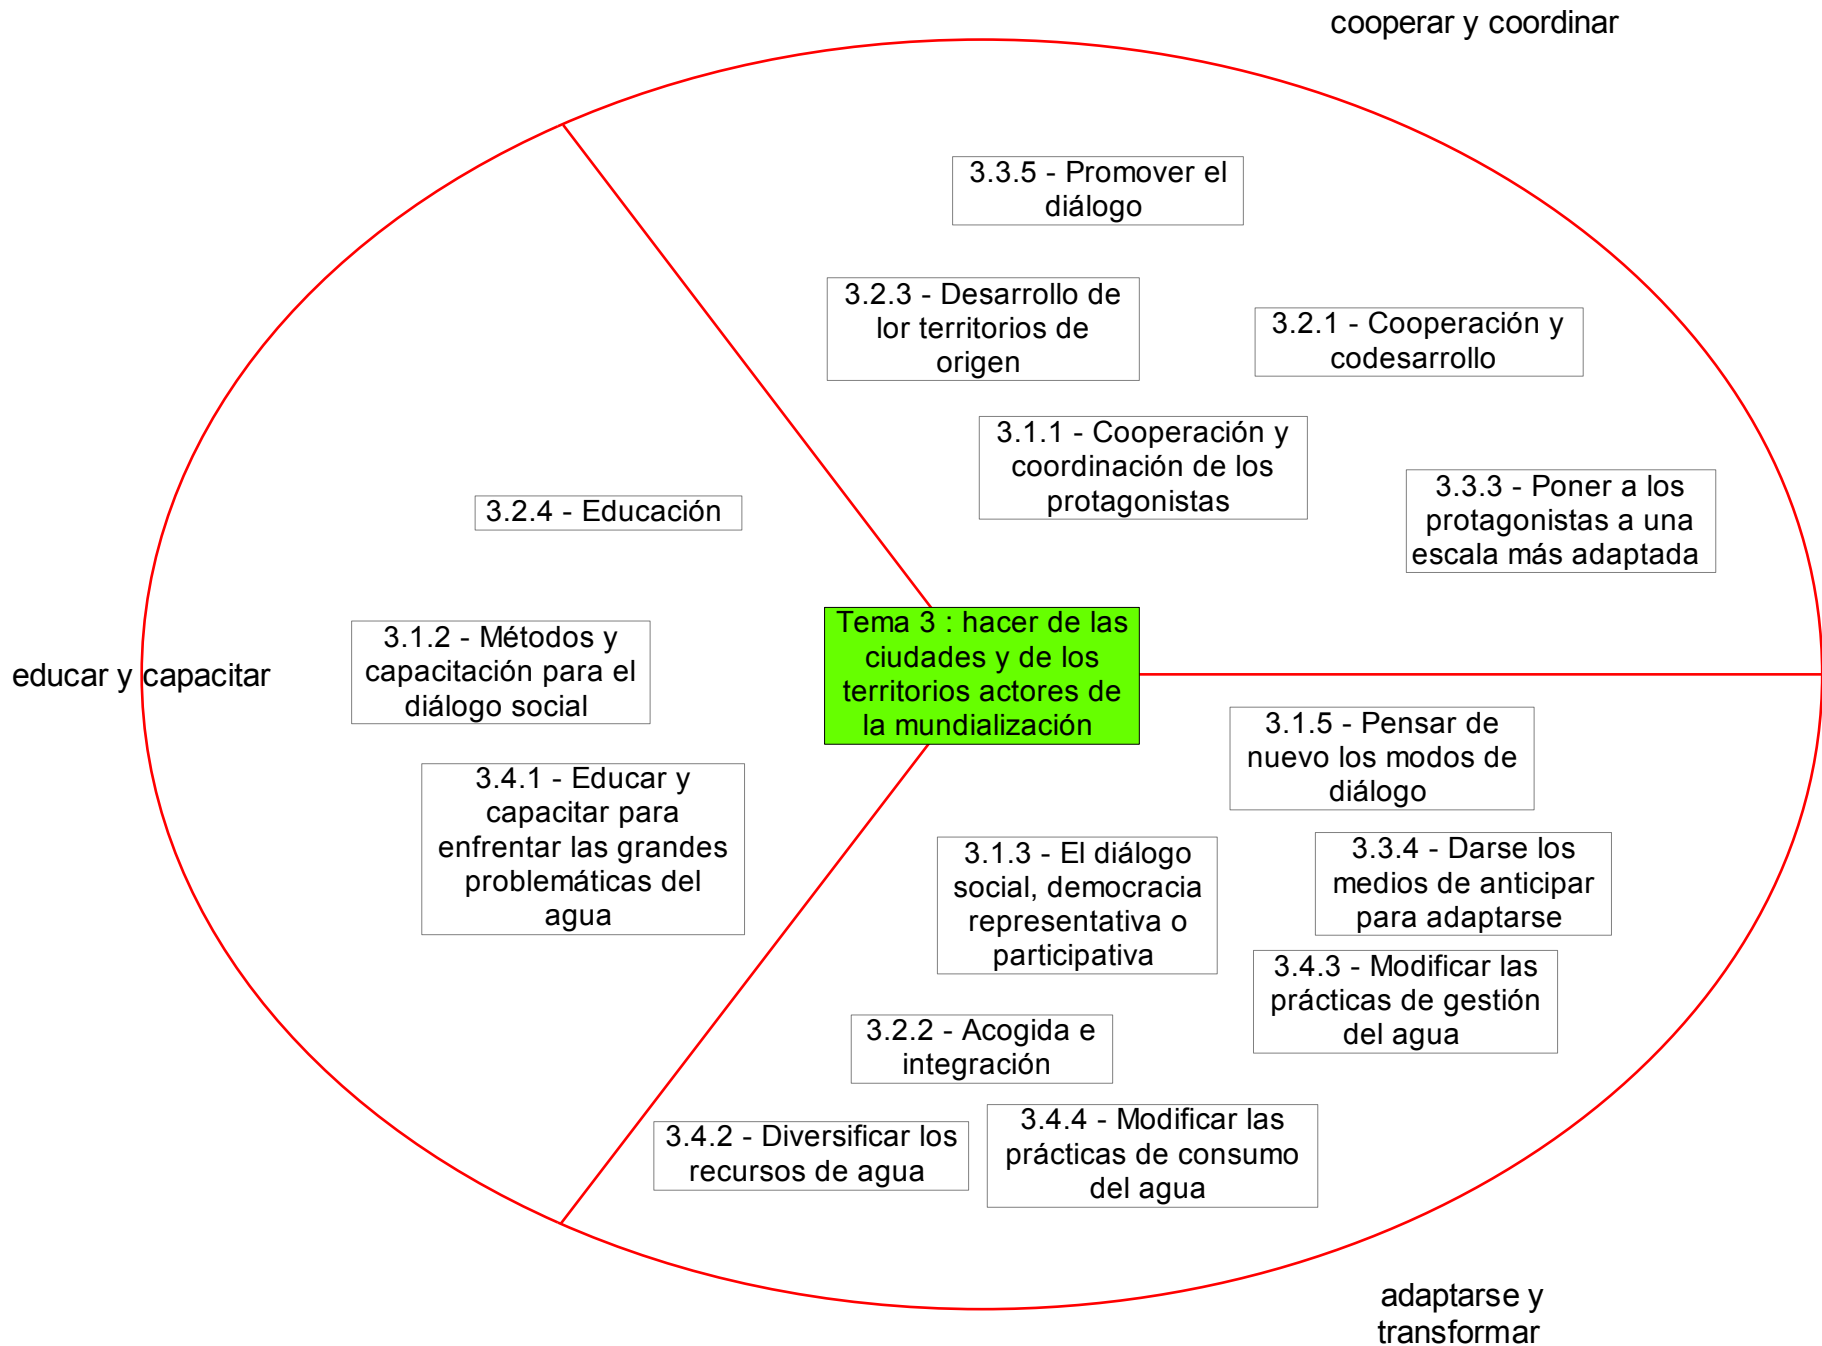 cooperar y coordinar
3.3.5 - Promover el
diálogo
3.2.3 - Desarrollo de
lor territorios de
origen
3.2.1 - Cooperación y
codesarrollo
3.1.1 - Cooperación y
coordinación de los
protagonistas
3.3.3 - Poner a los
protagonistas a una
escala más adaptada
3.2.4 - Educación
3.1.2 - Métodos y
capacitación para el
diálogo social
educar y capacitar
3.4.1 - Educar y
capacitar para
enfrentar las grandes
problemáticas del
agua
Tema 3 : hacer de las
ciudades y de los
territorios actores de
la mundialización
3.1.5 - Pensar de
nuevo los modos de
diálogo
3.1.3 - El diálogo
social, democracia
representativa o
participativa
3.3.4 - Darse los
medios de anticipar
para adaptarse
3.4.3 - Modificar las
prácticas de gestión
del agua
3.2.2 - Acogida e
integración
3.4.2 - Diversificar los
recursos de agua
3.4.4 - Modificar las
prácticas de consumo
del agua
adaptarse y
transformar